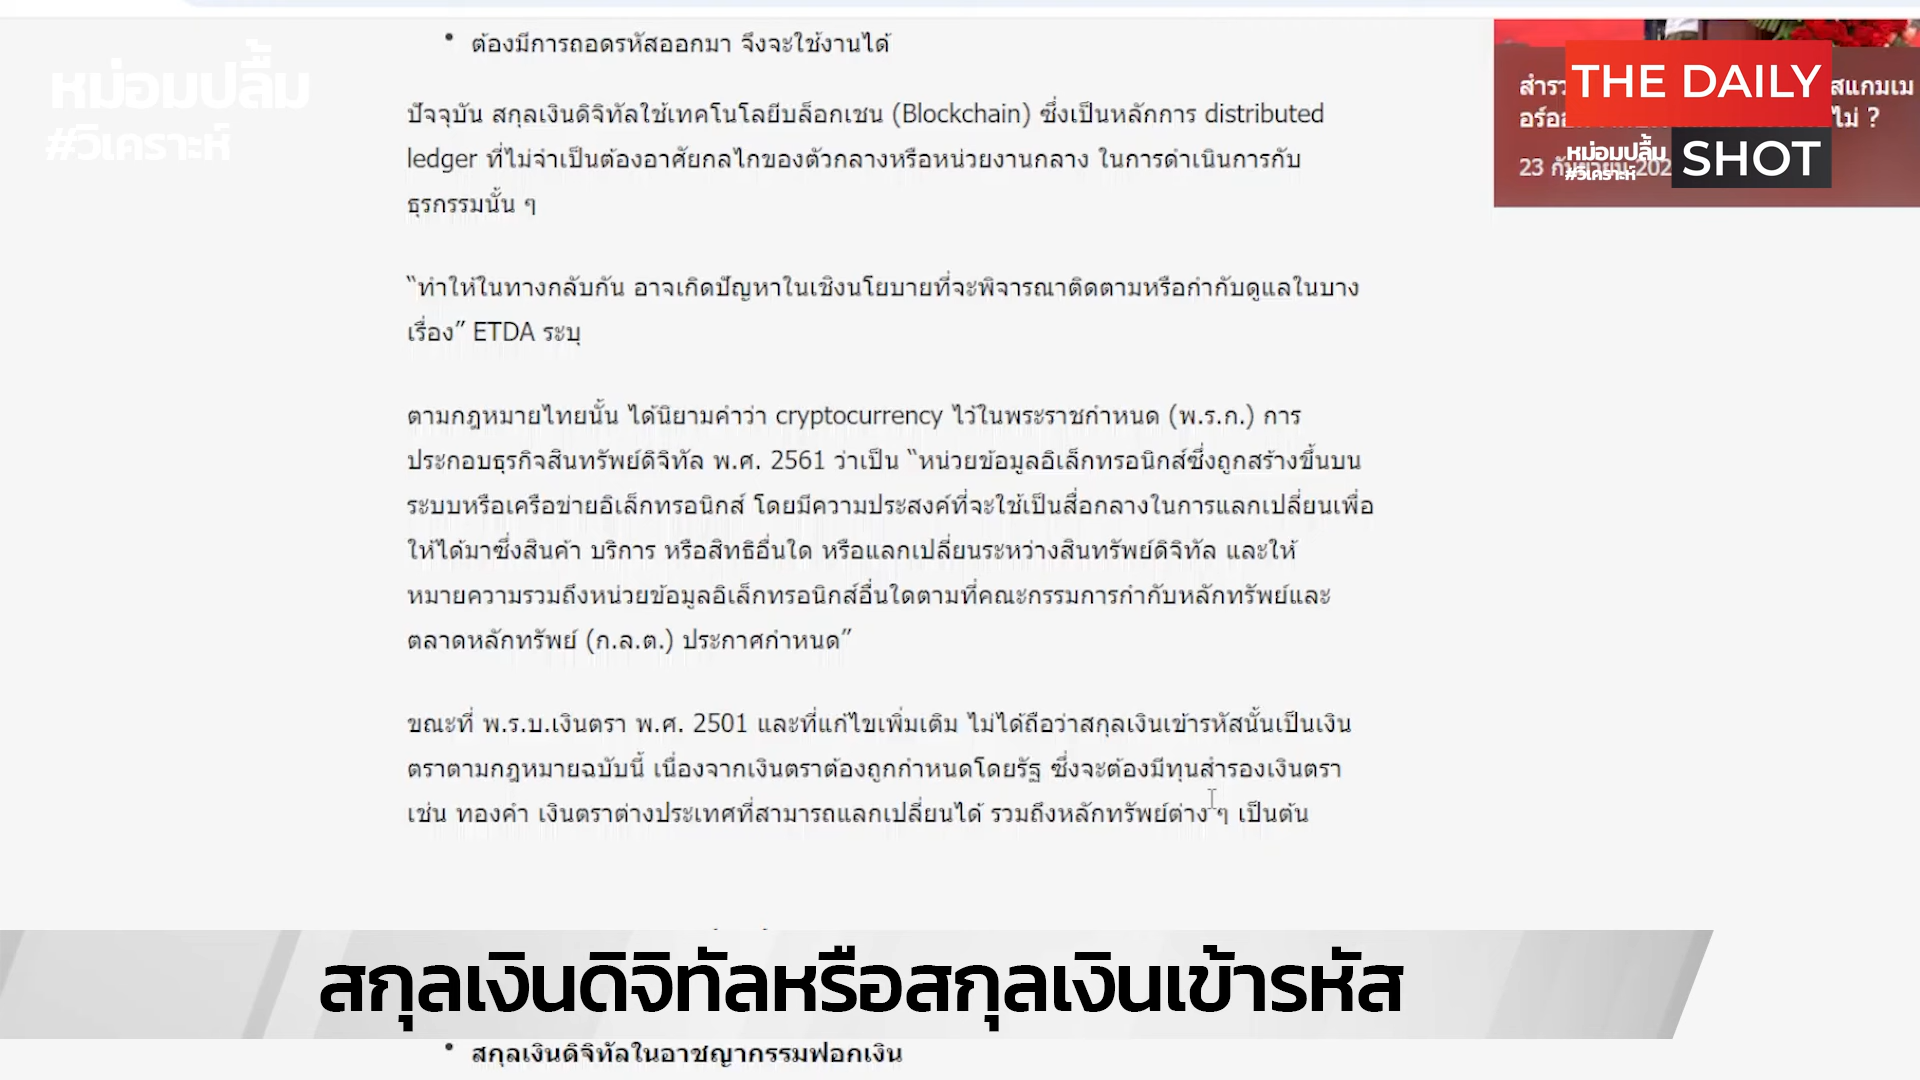 ต้องมีการถอดรหัสออกมา จึงจะใช้งานได้
หม่อมปลื้ม
#วิเคราะห์
THE DAILY
SHOT
หม่อมปลื้ม
#วิเคราะห์
สแกมเม
ไม่ ?
ปัจจุบัน สกุลเงินดิจิทัลใช้เทคโนโลยีบล็อกเชน (Blockchain) ซึ่งเป็นหลักการ distributed
ledger ที่ไม่จำเป็นต้องอาศัยกลไกของตัวกลางหรือหน่วยงานกลาง ในการดำเนินการกับ
ธุรกรรมนั้น ๆ
“ทำให้ในทางกลับกัน อาจเกิดปัญหาในเชิงนโยบายที่จะพิจารณาติดตามหรือกำกับดูแลในบาง
เรื่อง” ETDA ระบุ
ตามกฎหมายไทยนั้น ได้นิยามคำว่า cryptocurrency ไว้ในพระราชกำหนด (พ.ร.ก.) การ
ประกอบธุรกิจสินทรัพย์ดิจิทัล พ.ศ. 2561 ว่าเป็น “หน่วยข้อมูลอิเล็กทรอนิกส์ซึ่งถูกสร้างขึ้นบน
ระบบหรือเครือข่ายอิเล็กทรอนิกส์ โดยมีความประสงค์ที่จะใช้เป็นสื่อกลางในการแลกเปลี่ยนเพื่อ
ให้ได้มาซึ่งสินค้า บริการ หรือสิทธิอื่นใด หรือแลกเปลี่ยนระหว่างสินทรัพย์ดิจิทัล และให้
หมายความรวมถึงหน่วยข้อมูลอิเล็กทรอนิกส์อื่นใดตามที่คณะกรรมการกำกับหลักทรัพย์และ
ตลาดหลักทรัพย์ (ก.ล.ต.) ประกาศกำหนด”
ขณะที่ พ.ร.บ.เงินตรา พ.ศ. 2501 และที่แก้ไขเพิ่มเติม ไม่ได้ถือว่าสกุลเงินเข้ารหัสนั้นเป็นเงิน
ตราตามกฎหมายฉบับนี้ เนื่องจากเงินตราต้องถูกกำหนดโดยรัฐ ซึ่งจะต้องมีทุนสำรองเงินตรา
เช่น ทองคำ เงินตราต่างประเทศที่สามารถแลกเปลี่ยนได้ รวมถึงหลักทรัพย์ต่าง ๆ เป็นต้น
สกุลเงินดิจิทัลหรือสกุลเงินเข้ารหัส
สกุลเงินดิจิทัลในอาชญากรรมฟอกเงิน